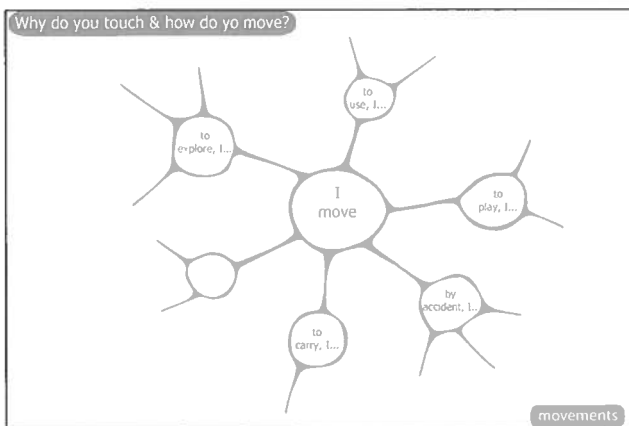 Why do you touch & how do yo move?
to
use, I...
to
explore, I...
I
move
to
play, I...
by
accident, I...
to
carry, I...
movements